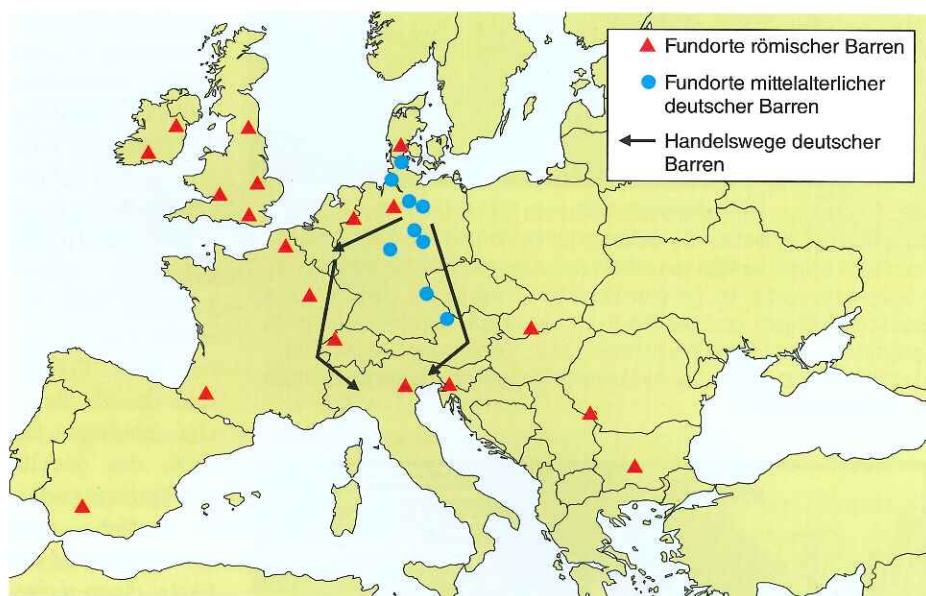 Fundorte römischer Barren
Fundorte mittelalterlicher
deutscher Barren
Handelswege deutscher
Barren